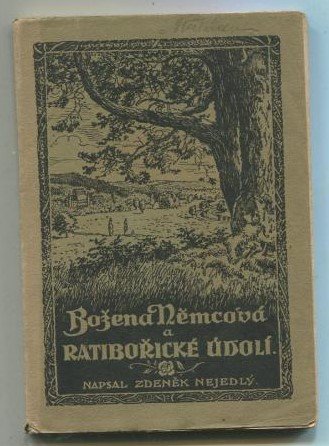 Božena Němcová
a
RATIBOŘICKÉ ÚDOLÍ.
NAPSAL ZDENĚK NEJEDLÝ.